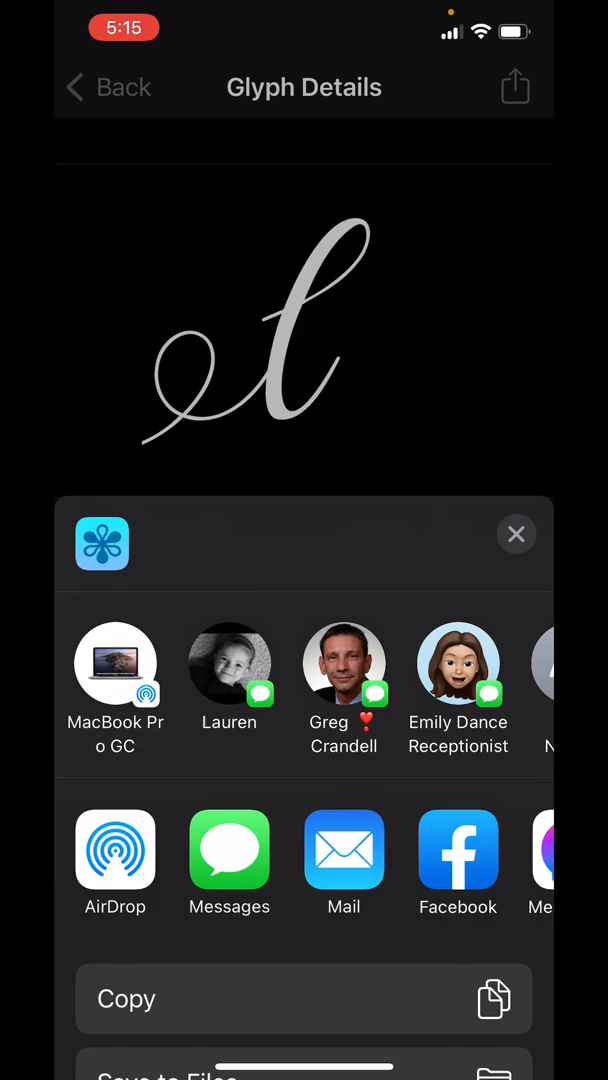 5:15
Back
Glyph Details
MacBook Pr
o GC
Lauren
Greg ❣️
Crandell
Emily Dance
Receptionist
AirDrop
Messages
Mail
Facebook
Me
Copy
Save to Files